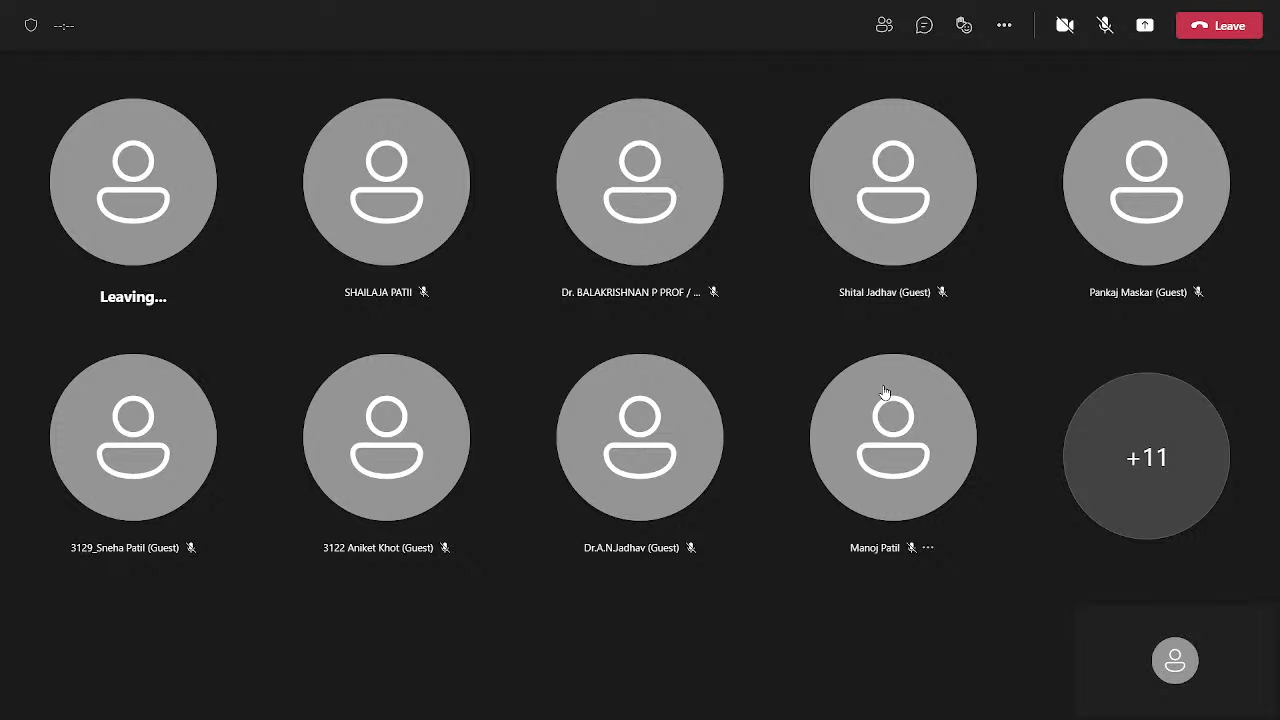 --:--
Leave
Leaving...
SHAILAJA PATIl
Dr. BALAKRISHNAN P PROF / ...
Shital Jadhav (Guest)
Pankaj Maskar (Guest)
3129_Sneha Patil (Guest)
3122 Aniket Khot (Guest)
Dr.A.N.Jadhav (Guest)
Manoj Patil
+11